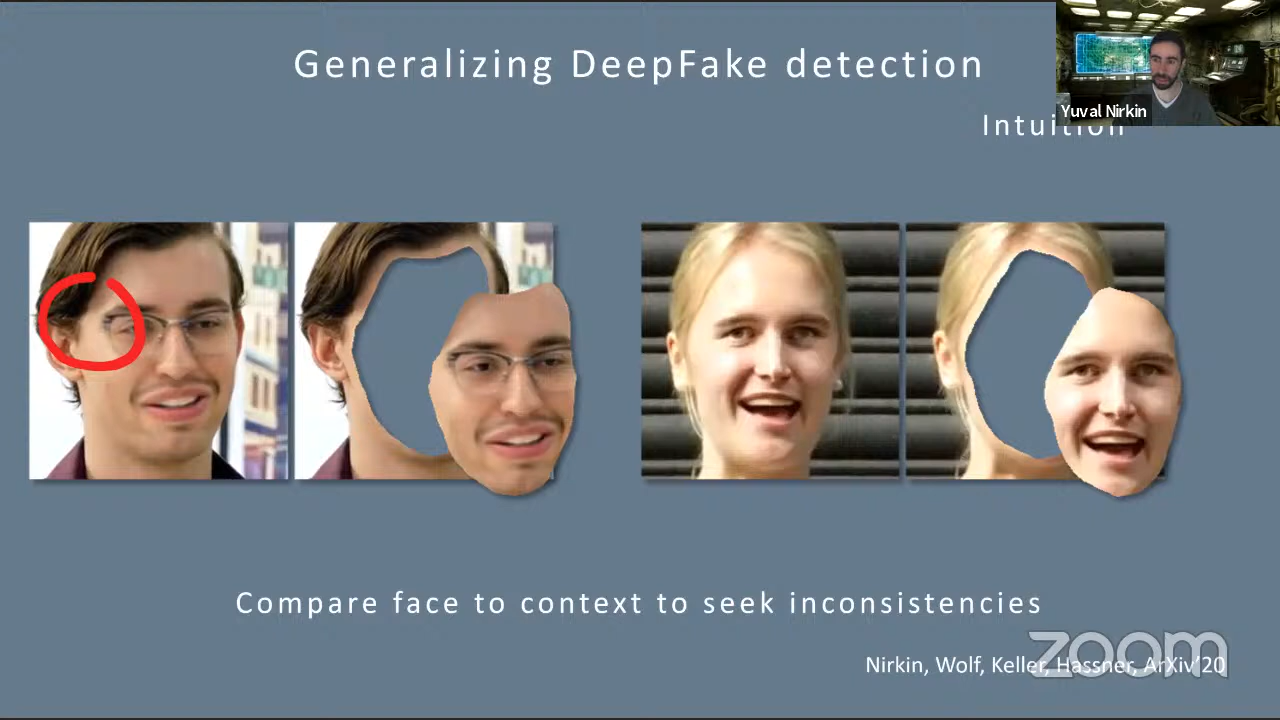 Generalizing DeepFake detection
Yuval Nirkin
Intuition
Compare face to context to seek inconsistencies
Nirkin, Wolf, Keller, Hassner, ArXiv'20
zoom